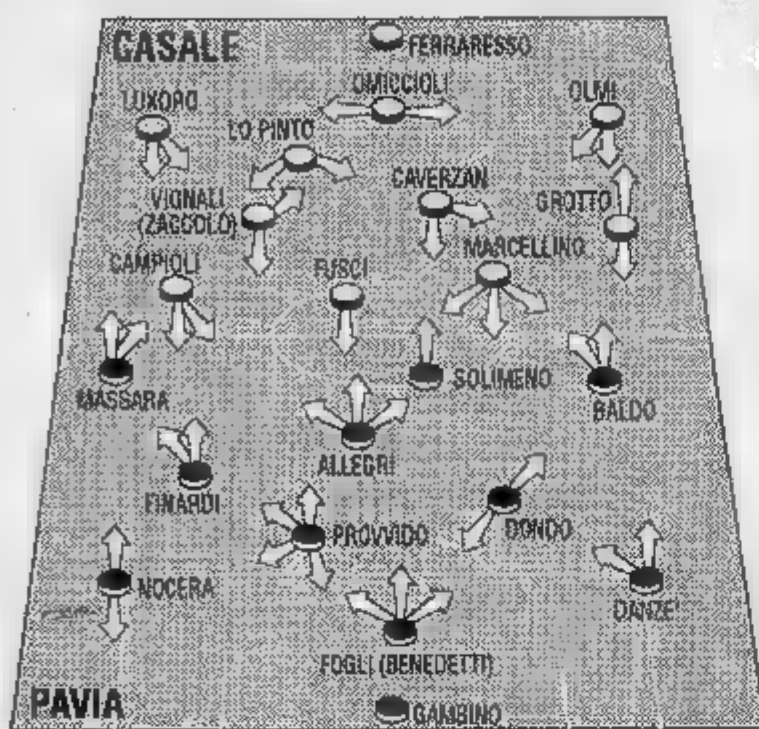 CASALE
FERRARESSO
OMICCIOLI
LUXORO
OLMI
LO PINTO
CAVERZAN
VIGNALI
(ZACCOLO)
GROTTO
MARCELLINO
CAMPIOLI
FUSCI
MASSARA
SOLIMENO
BALDO
ALLEGRI
FINARDI
PROVVIDO
DONDO
NOCERA
DANZE'
FOGLI (BENEDETTI)
PAVIA
GAMBINO